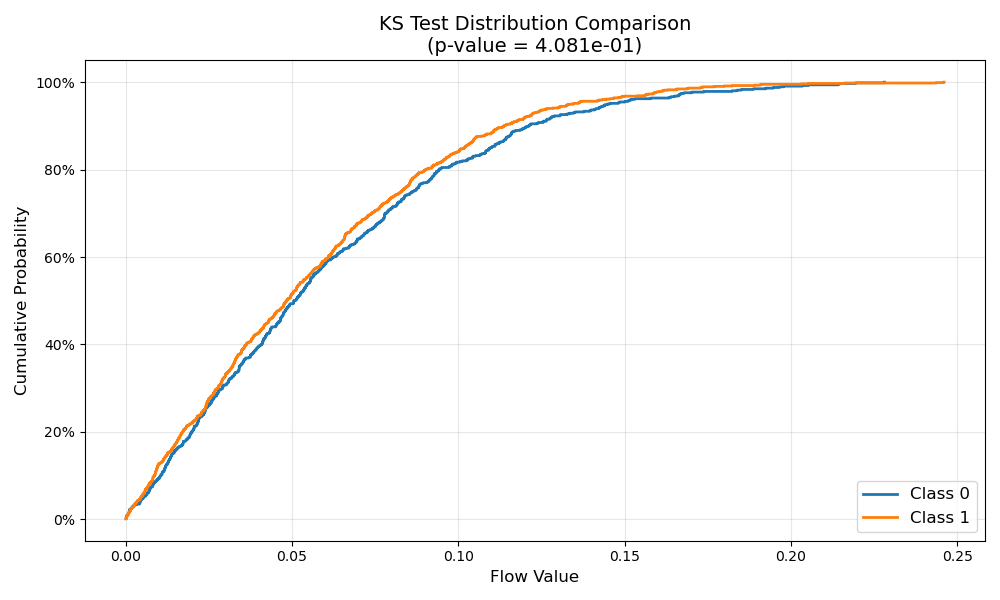 KS Test Distribution Comparison
(p-value = 4.081e-01)
100%
80%
60%
40%
20%
0%
Cumulative Probability
0.00
0.05
0.10
0.15
0.20
0.25
Flow Value
Class 0
Class 1